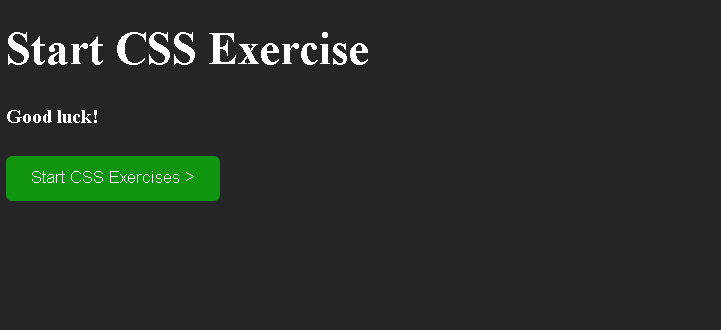 Start CSS Exercise
Good luck!
Start CSS Exercises >